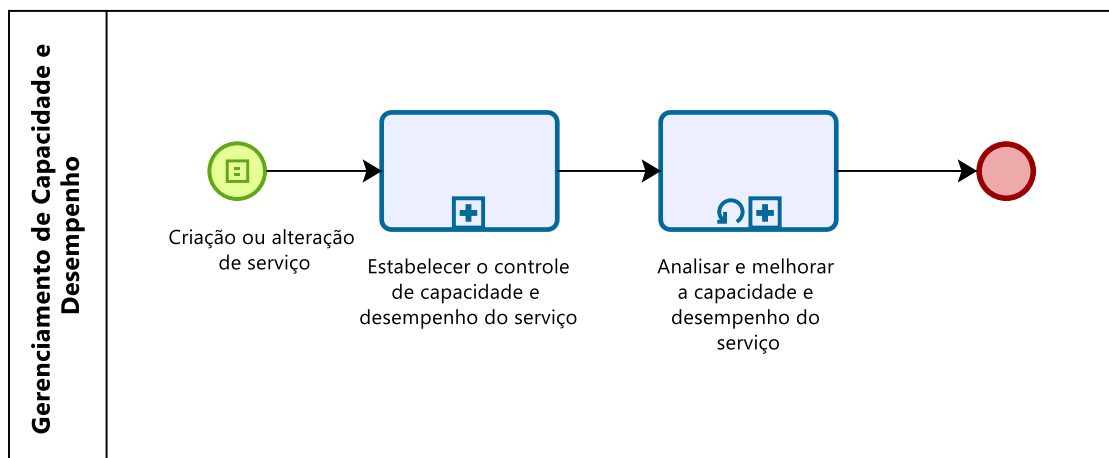 Gerenciamento de Capacidade e
Desempenho
Criação ou alteração
de serviço
Estabelecer o controle
de capacidade e
desempenho do serviço
Analisar e melhorar
a capacidade e
desempenho do
serviço